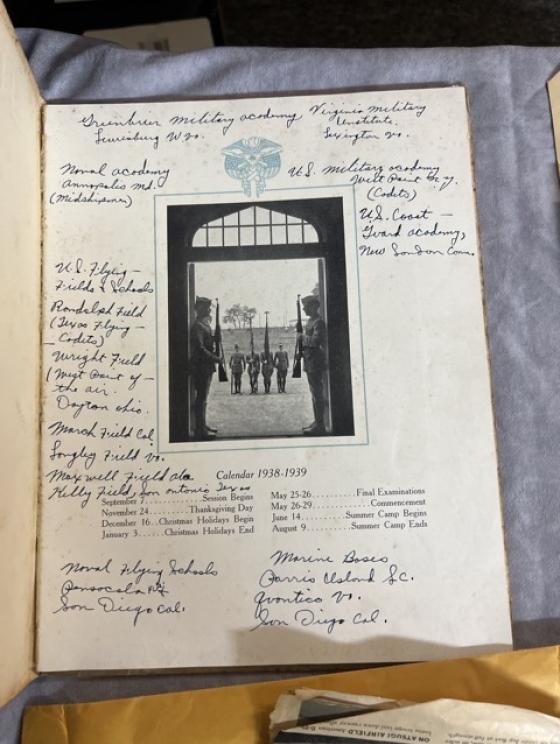 Greenbrier Military academy
Lewisburg W Va.
Virginia Military
Institute.
Lexington Va.
Naval academy
Annapolis Md.
(Midshipmen)
U.S. Military academy
West Point N.Y.
(Cadets)
U.S. Coast —
Guard academy,
New London Conn.
U.S. Flying —
Fields & Schools
Randolph Field
(Texas Flying —
Cadets)
Wright Field
(West Point of —
the air.
Dayton Ohio.
March Field Cal
Langley Field Va.
Maxwell Field Ala
Kelly Field, San Antonio Texas
Calendar 1938-1939
September 7..........Session Begins
November 24..........Thanksgiving Day
December 16..Christmas Holidays Begin
January 3.....Christmas Holidays End
May 25-26..........Final Examinations
May 26-29..........Commencement
June 14..........Summer Camp Begins
August 9..........Summer Camp Ends
Naval Flying Schools
Pensacola
San Diego Cal.
Marine Bases
Parris Island S.C.
Quantico Va.
San Diego Cal.
ON ATSUGI AIRFIELD